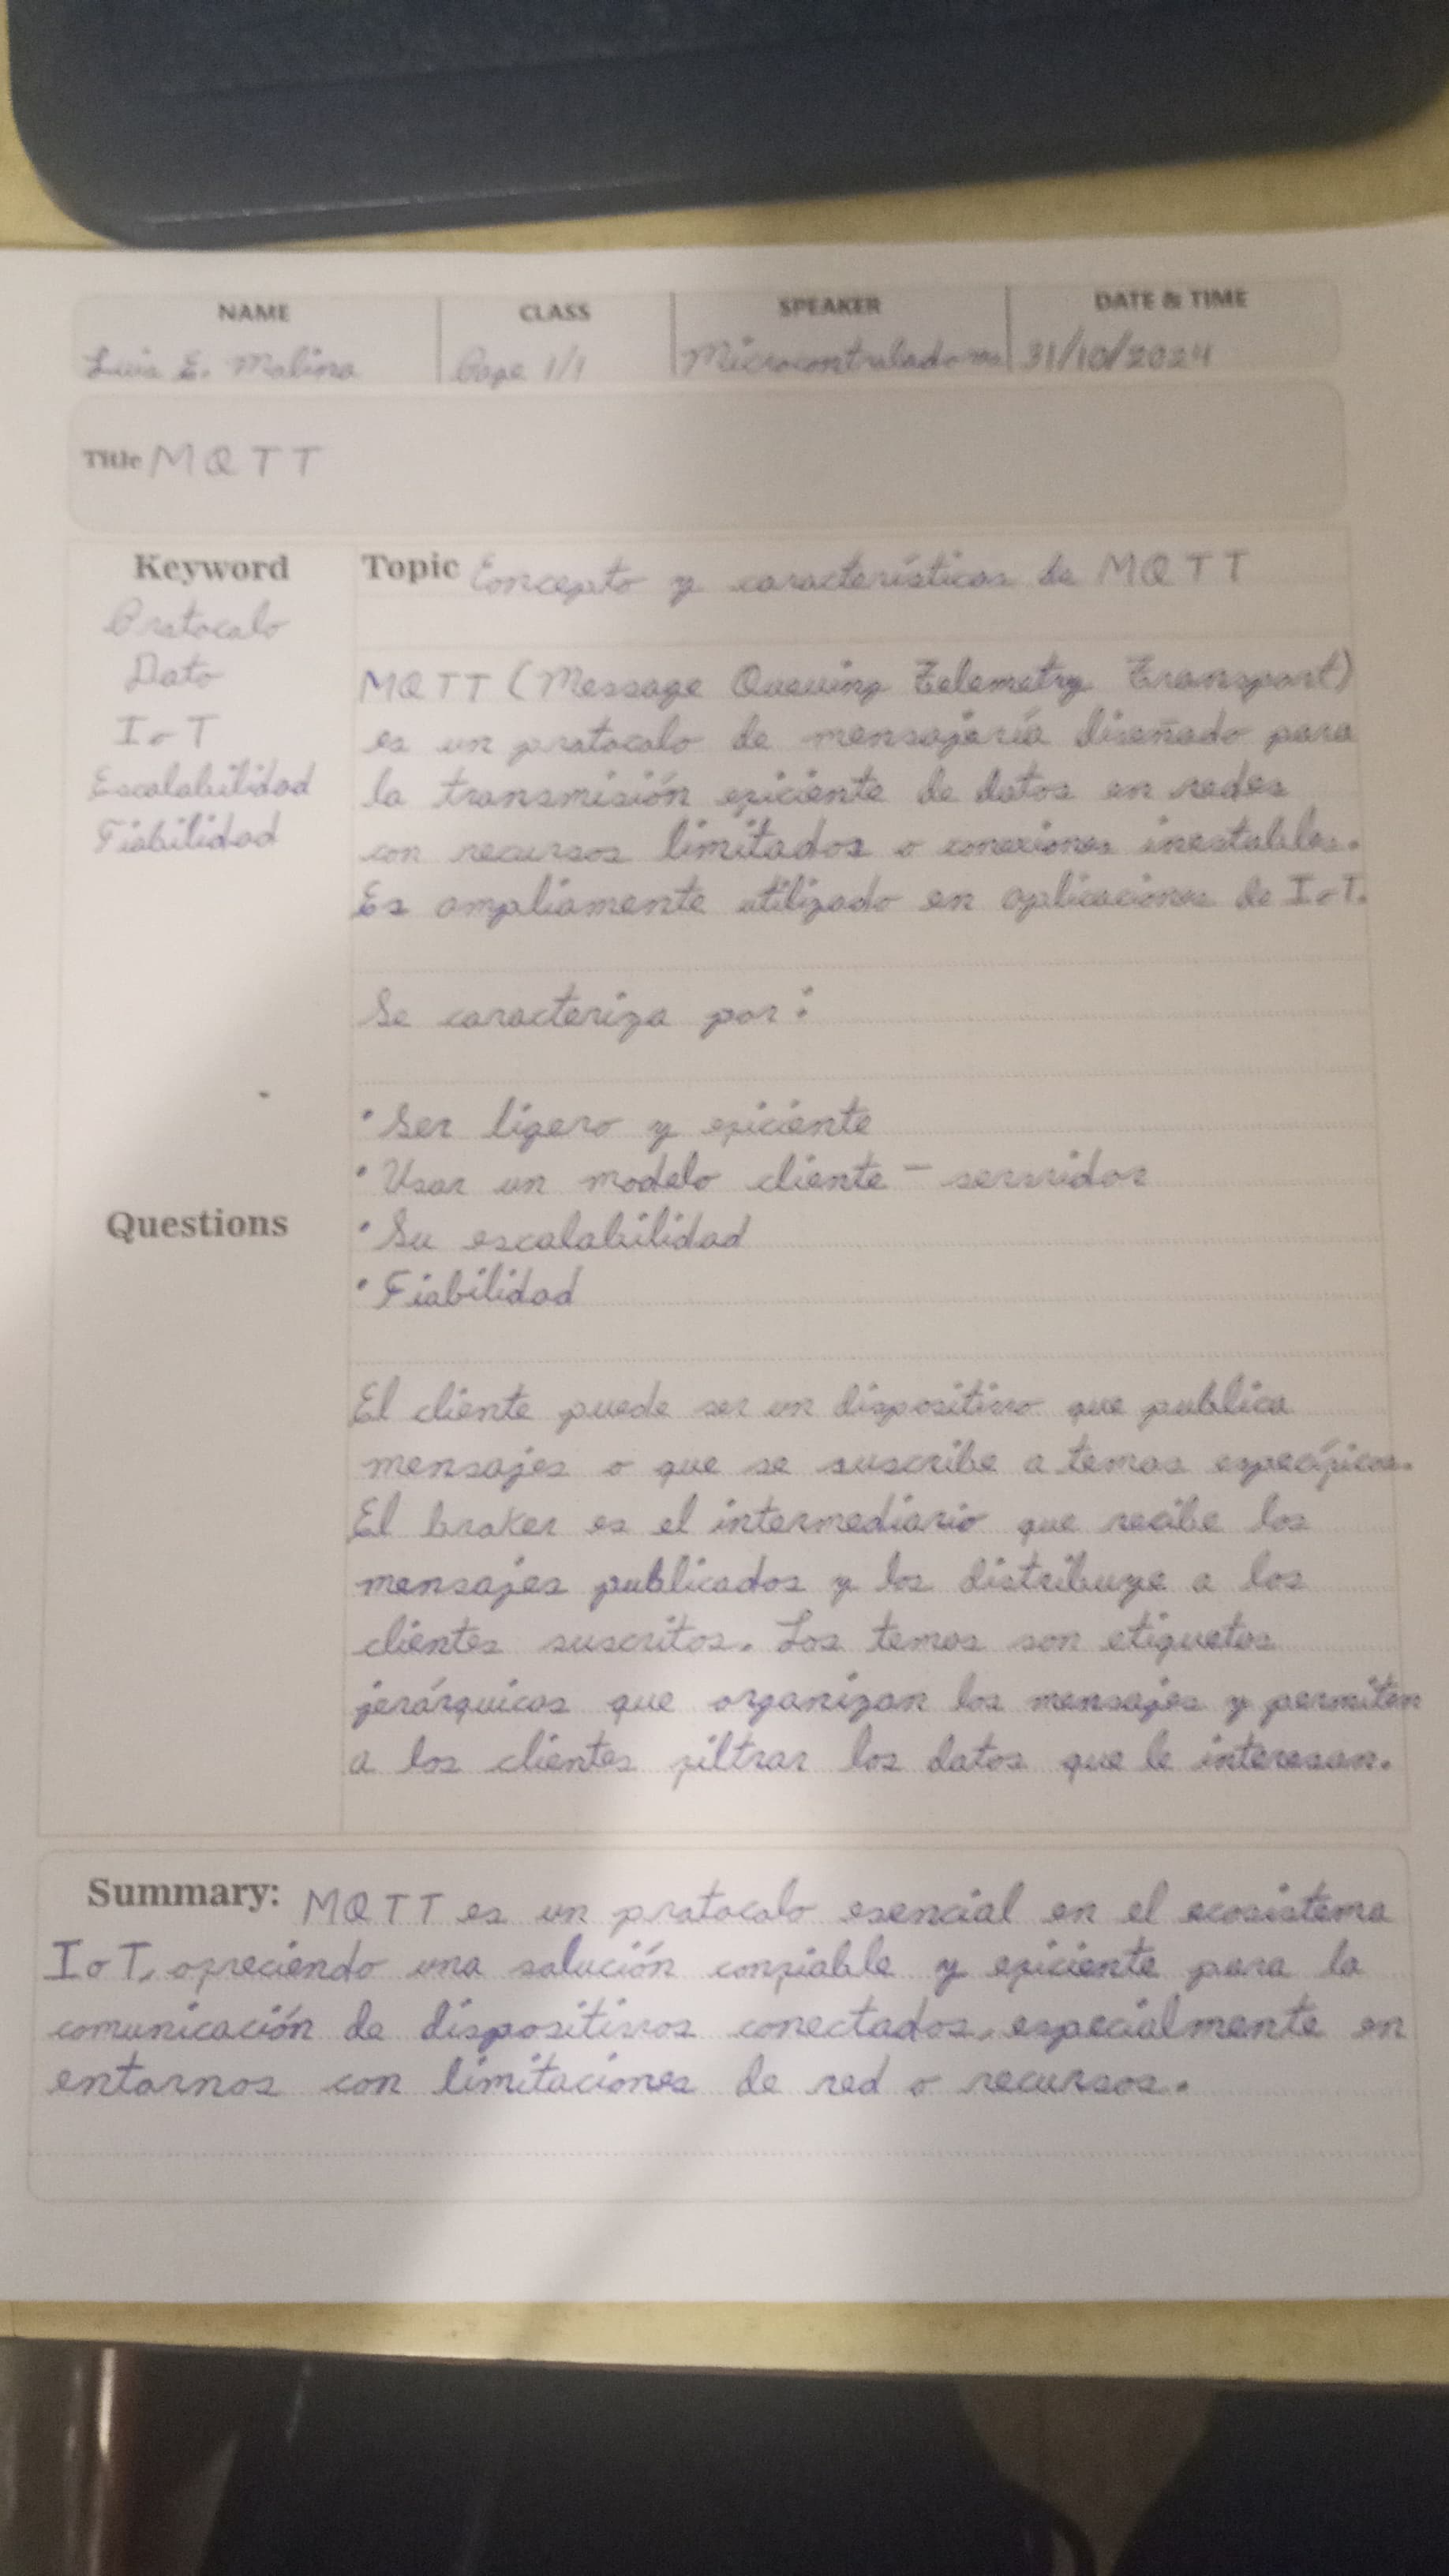 NAME CLASS SPEAKER DATE & TIME
Luis E. Molina Page 1/1 Microcontroladores 31/10/2024
Title MQTT
Keyword
Protocolo
Dato
IoT
Escalabilidad
Fiabilidad
Questions
Topic Concepto y características de MQTT
MQTT (Message Queuing Telemetry Transport)
es un protocolo de mensajería diseñado para
la transmisión eficiente de datos en redes
con recursos limitados o conexiones inestables.
Es ampliamente utilizado en aplicaciones de IoT.
Se caracteriza por:
• Ser ligero y eficiente
• Usar un modelo cliente - servidor
• Su escalabilidad
• Fiabilidad
El cliente puede ser un dispositivo que publica
mensajes o que se suscribe a temas específicos.
El broker es el intermediario que recibe los
mensajes publicados y los distribuye a los
clientes suscritos. Los temas son etiquetas
jerárquicas que organizan los mensajes y permiten
a los clientes filtrar los datos que le interesan.
Summary: MQTT es un protocolo esencial en el ecosistema
IoT, ofreciendo una solución confiable y eficiente para la
comunicación de dispositivos conectados, especialmente en
entornos con limitaciones de red o recursos.